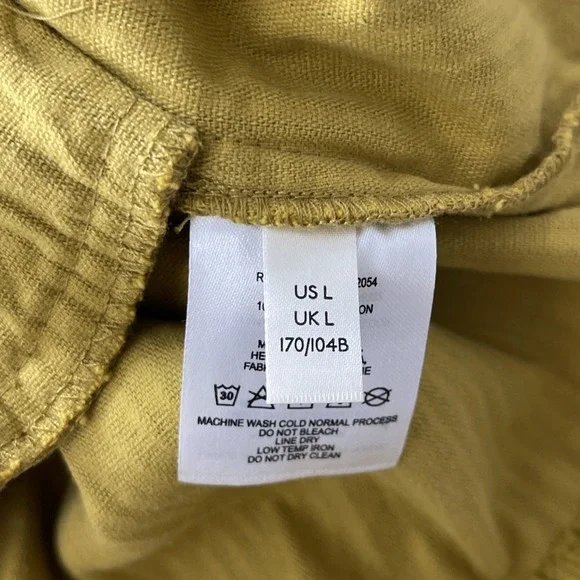 US L
UK L
170/104B
2054
30
MACHINE WASH COLD NORMAL PROCESS
DO NOT BLEACH
LINE DRY
LOW TEMP IRON
DO NOT DRY CLEAN